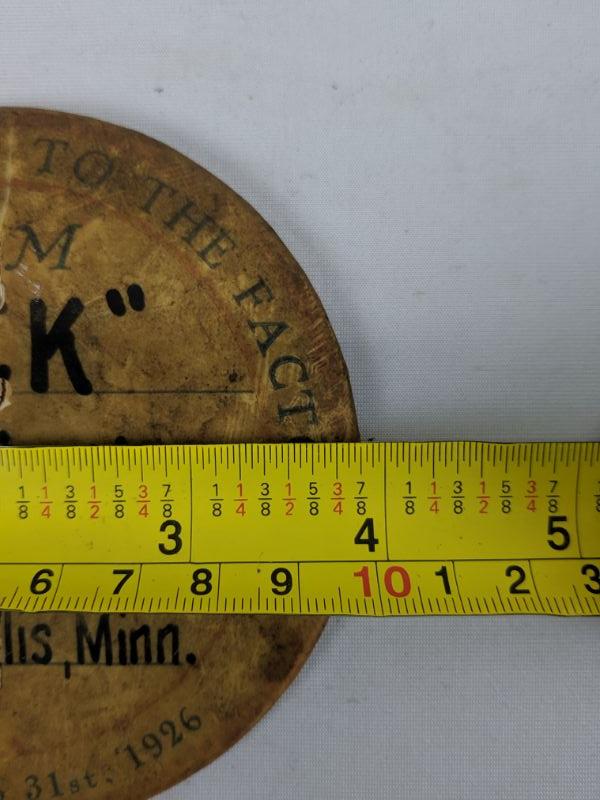 TO THE FACT
M
K"
1/8 1/4 3/8 1/2 5/8 3/4 7/8 1/8 1/4 3/8 1/2 5/8 3/4 7/8 1/8 1/4 3/8 1/2 5/8 3/4 7/8 1/8
3 4 5
6 7 8 9 10 1 2 3
llis, Minn.
31st, 1926